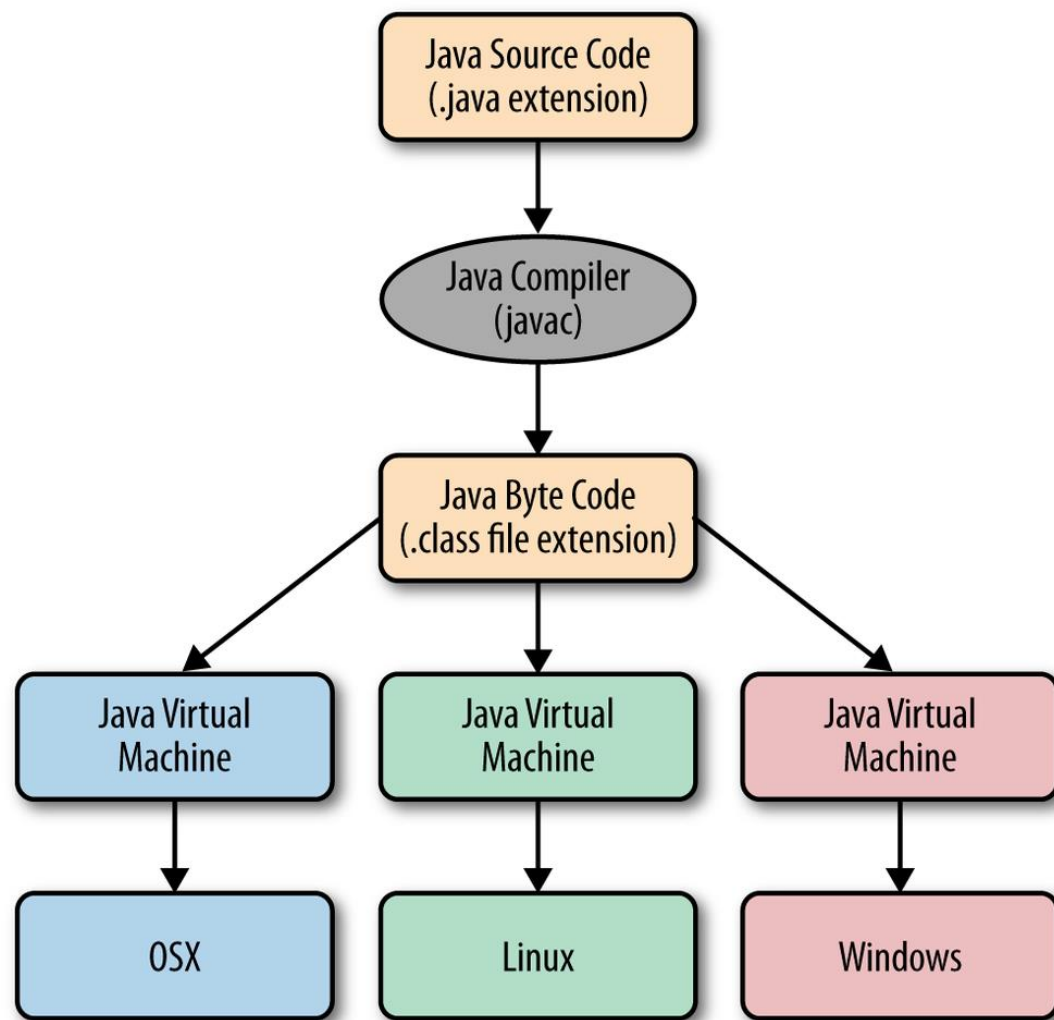 Java Source Code
(.java extension)
Java Compiler
(javac)
Java Byte Code
(.class file extension)
Java Virtual
Machine
Java Virtual
Machine
Java Virtual
Machine
OSX
Linux
Windows